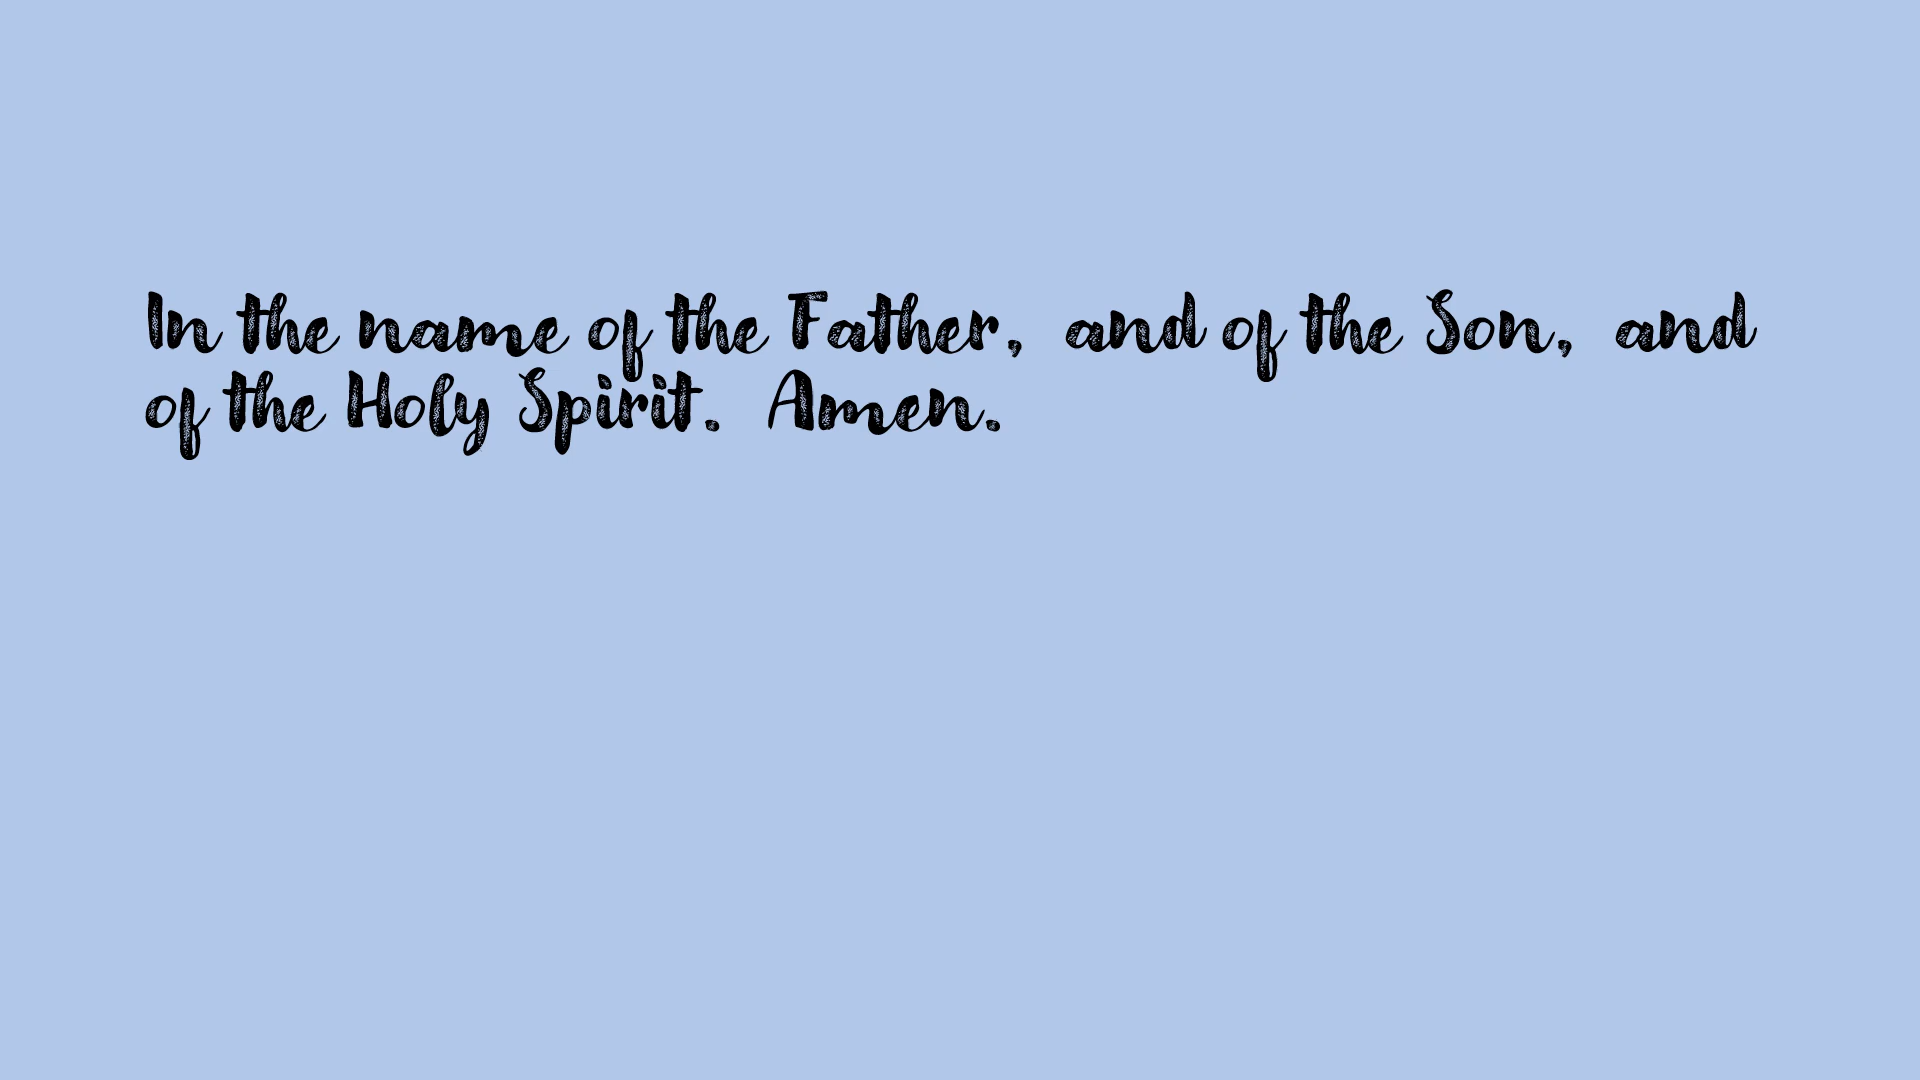 In the name of the Father, and of the Son, and
of the Holy Spirit. Amen.